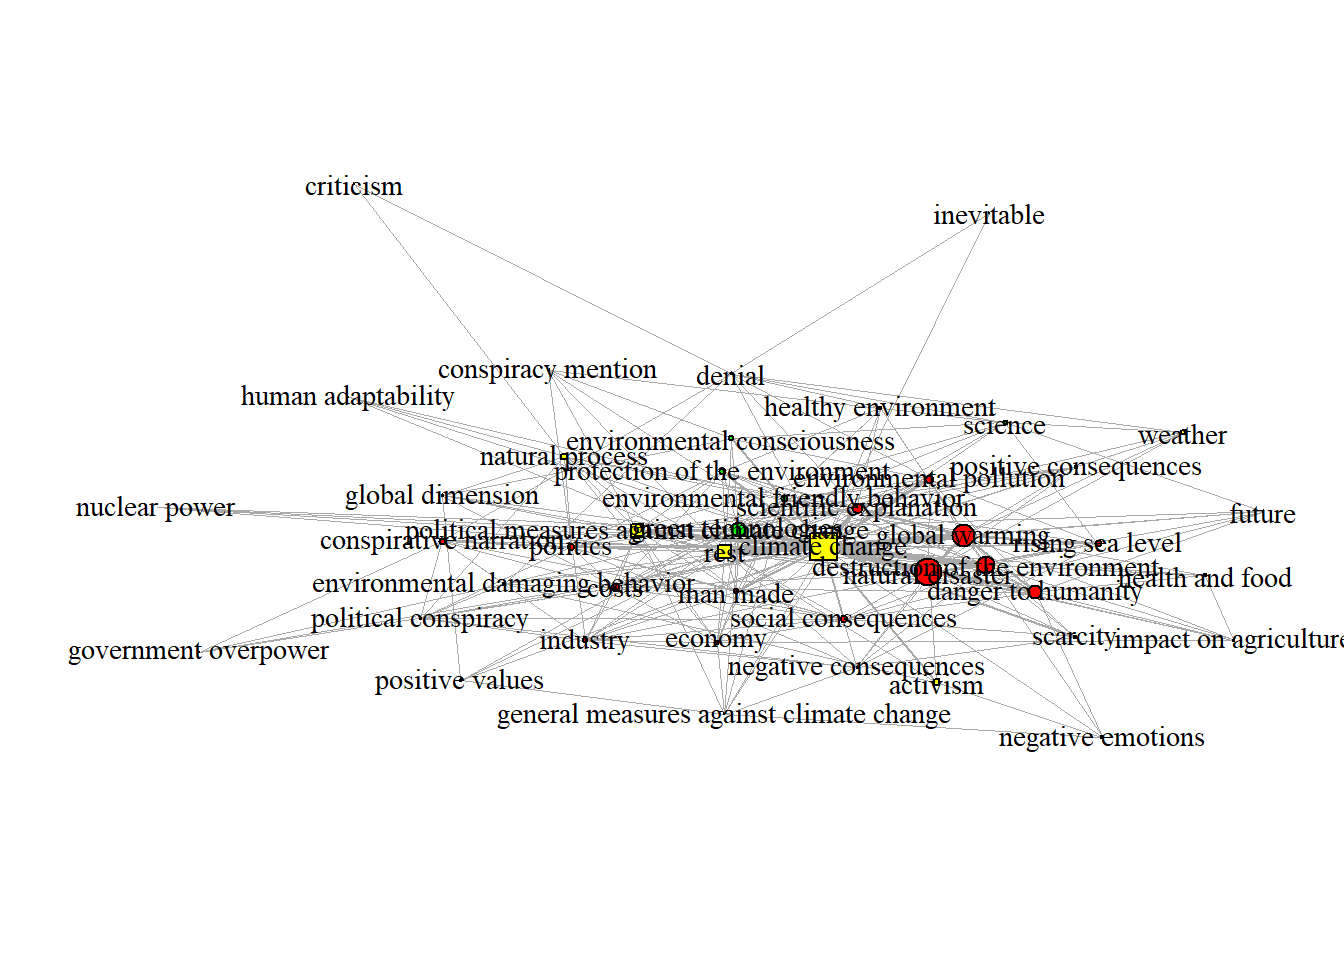 criticism
inevitable
conspiracy mention
denial
human adaptability
healthy environment
science
weather
environmental consciousness
natural process
positive consequences
protection of the environment
environmental pollution
global dimension
environmental friendly behavior
nuclear power
scientific explanation
future
political measures against climate change
green technologies
global warming
conspirative narration
politics
rising sea level
climate change
rest
destruction of the environment
natural disaster
health and food
environmental damaging behavior
costs
man made
danger to humanity
political conspiracy
social consequences
industry
economy
scarcity
impact on agriculture
government overpower
negative consequences
positive values
activism
general measures against climate change
negative emotions